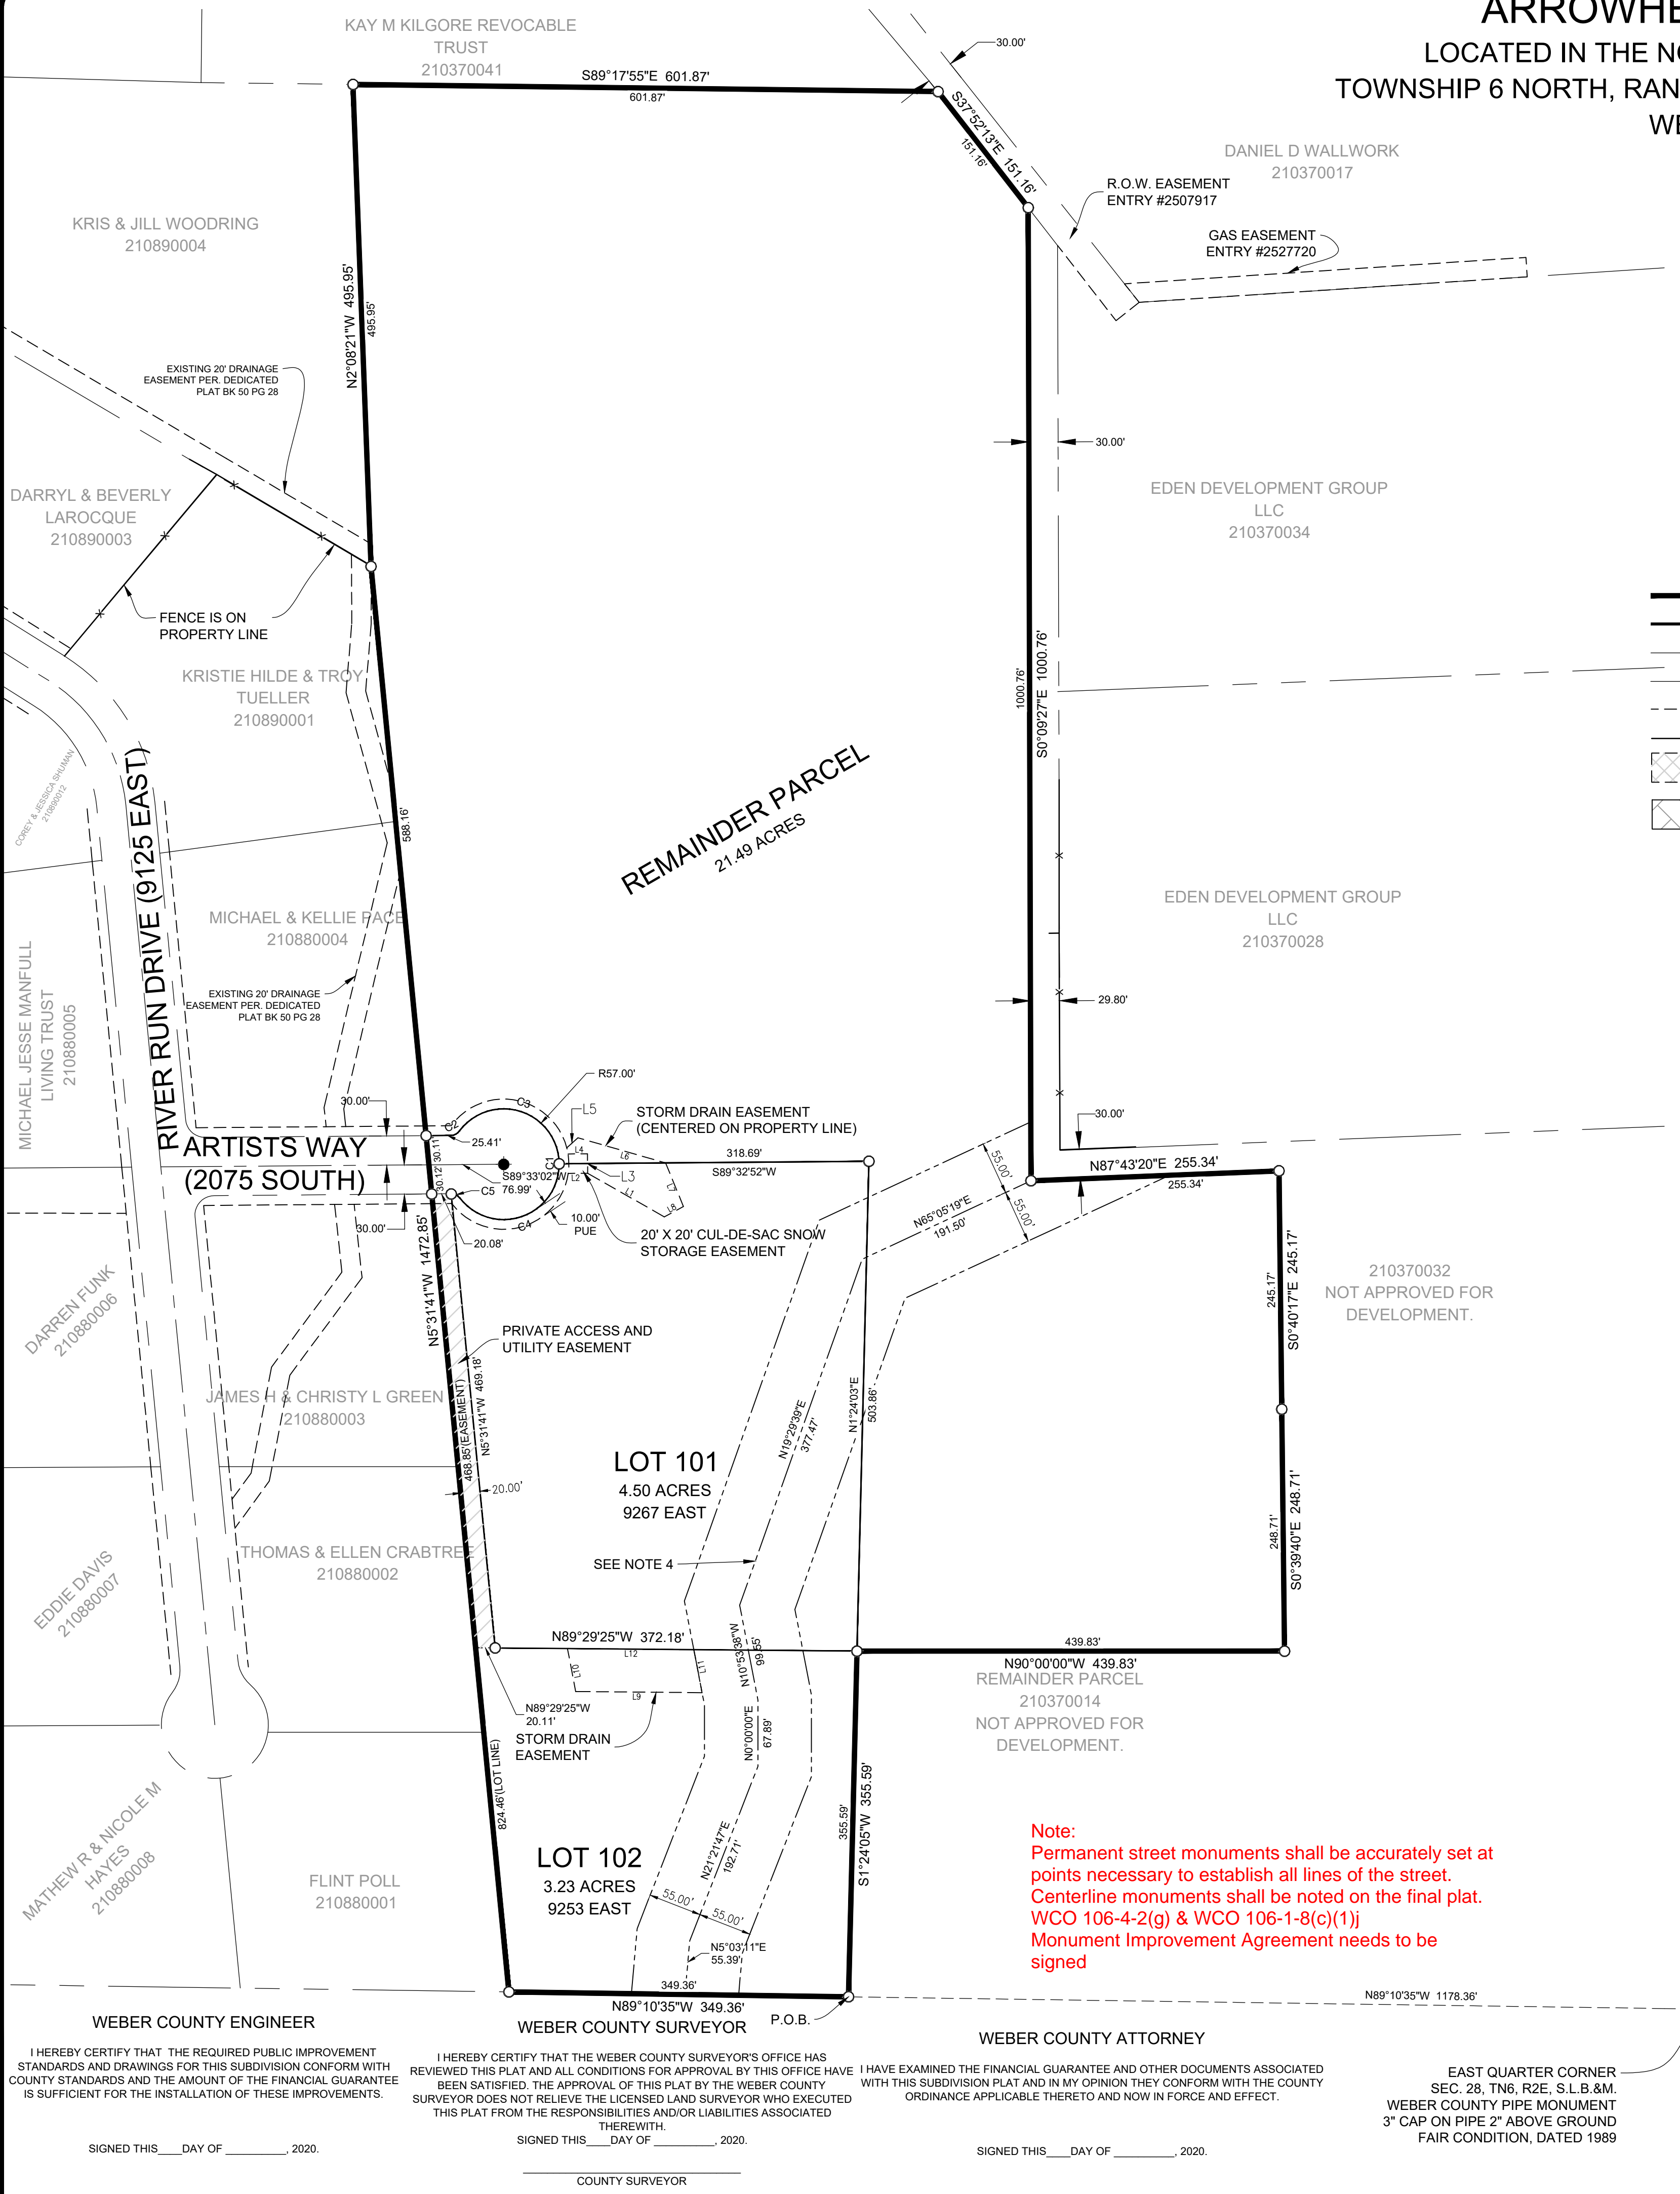 ARROWHE
LOCATED IN THE NO
TOWNSHIP 6 NORTH, RAN
WE
KAY M KILGORE REVOCABLE
TRUST
210370041
S89°17'55"E 601.87'
601.87'
30.00'
S37°52'13"E 151.16'
151.16'
DANIEL D WALLWORK
210370017
R.O.W. EASEMENT
ENTRY #2507917
GAS EASEMENT
ENTRY #2527720
KRIS & JILL WOODRING
210890004
N2°08'21"W 495.95'
495.95'
EXISTING 20' DRAINAGE
EASEMENT PER. DEDICATED
PLAT BK 50 PG 28
30.00'
DARRYL & BEVERLY
LAROCQUE
210890003
EDEN DEVELOPMENT GROUP
LLC
210370034
FENCE IS ON
PROPERTY LINE
KRISTIE HILDE & TROY
TUELLER
210890001
S0°09'27"E 1000.76'
1000.76'
COREY & JESSICA SHUMAN
210890012
RIVER RUN DRIVE (9125 EAST)
588.16'
REMAINDER PARCEL
21.49 ACRES
MICHAEL & KELLIE PACE
210880004
EDEN DEVELOPMENT GROUP
LLC
210370028
MICHAEL JESSE MANFULL
LIVING TRUST
210880005
EXISTING 20' DRAINAGE
EASEMENT PER. DEDICATED
PLAT BK 50 PG 28
29.80'
R57.00'
30.00'
C3
C2
L5
STORM DRAIN EASEMENT
(CENTERED ON PROPERTY LINE)
30.00'
ARTISTS WAY
(2075 SOUTH)
30.11'
30.12'
25.41'
C1
L4
L6
318.69'
S89°32'52"W
S89°33'02"W
76.99'
C5
L2
L3
L1
L7
L8
N87°43'20"E 255.34'
255.34'
55.00'
55.00'
N65°05'19"E
191.50'
30.00'
20.08'
C4
10.00'
PUE
20' X 20' CUL-DE-SAC SNOW
STORAGE EASEMENT
N5°31'41"W 1472.85'
S0°40'17"E 245.17'
245.17'
210370032
NOT APPROVED FOR
DEVELOPMENT.
DARREN FUNK
210880006
PRIVATE ACCESS AND
UTILITY EASEMENT
JAMES H & CHRISTY L GREEN
210880003
468.85'(EASEMENT)
N5°31'41"W 469.18'
N19°29'39"E
377.47'
N1°24'03"E
503.86'
LOT 101
4.50 ACRES
9267 EAST
20.00'
S0°39'40"E 248.71'
248.71'
SEE NOTE 4
THOMAS & ELLEN CRABTREE
210880002
EDDIE DAVIS
210880007
N89°29'25"W 372.18'
L12
L10
L11
L9
N10°53'38"W
99.55'
439.83'
N90°00'00"W 439.83'
REMAINDER PARCEL
210370014
NOT APPROVED FOR
DEVELOPMENT.
N89°29'25"W
20.11'
STORM DRAIN
EASEMENT
N0°00'00"E
67.89'
824.46'(LOT LINE)
355.59'
S1°24'05"W 355.59'
MATHEW R & NICOLE M
HAYES
210880008
FLINT POLL
210880001
LOT 102
3.23 ACRES
9253 EAST
N21°21'47"E
192.71'
55.00'
55.00'
N5°03'11"E
55.39'
349.36'
N89°10'35"W 349.36'
P.O.B.
Note:
Permanent street monuments shall be accurately set at
points necessary to establish all lines of the street.
Centerline monuments shall be noted on the final plat.
WCO 106-4-2(g) & WCO 106-1-8(c)(1)j
Monument Improvement Agreement needs to be
signed
N89°10'35"W 1178.36'
WEBER COUNTY ENGINEER
I HEREBY CERTIFY THAT THE REQUIRED PUBLIC IMPROVEMENT
STANDARDS AND DRAWINGS FOR THIS SUBDIVISION CONFORM WITH
COUNTY STANDARDS AND THE AMOUNT OF THE FINANCIAL GUARANTEE
IS SUFFICIENT FOR THE INSTALLATION OF THESE IMPROVEMENTS.
SIGNED THIS____DAY OF __________, 2020.
WEBER COUNTY SURVEYOR
I HEREBY CERTIFY THAT THE WEBER COUNTY SURVEYOR'S OFFICE HAS
REVIEWED THIS PLAT AND ALL CONDITIONS FOR APPROVAL BY THIS OFFICE HAVE
BEEN SATISFIED. THE APPROVAL OF THIS PLAT BY THE WEBER COUNTY
SURVEYOR DOES NOT RELIEVE THE LICENSED LAND SURVEYOR WHO EXECUTED
THIS PLAT FROM THE RESPONSIBILITIES AND/OR LIABILITIES ASSOCIATED
THEREWITH.
SIGNED THIS____DAY OF __________, 2020.
COUNTY SURVEYOR
WEBER COUNTY ATTORNEY
I HAVE EXAMINED THE FINANCIAL GUARANTEE AND OTHER DOCUMENTS ASSOCIATED
WITH THIS SUBDIVISION PLAT AND IN MY OPINION THEY CONFORM WITH THE COUNTY
ORDINANCE APPLICABLE THERETO AND NOW IN FORCE AND EFFECT.
SIGNED THIS____DAY OF __________, 2020.
EAST QUARTER CORNER
SEC. 28, TN6, R2E, S.L.B.&M.
WEBER COUNTY PIPE MONUMENT
3" CAP ON PIPE 2" ABOVE GROUND
FAIR CONDITION, DATED 1989